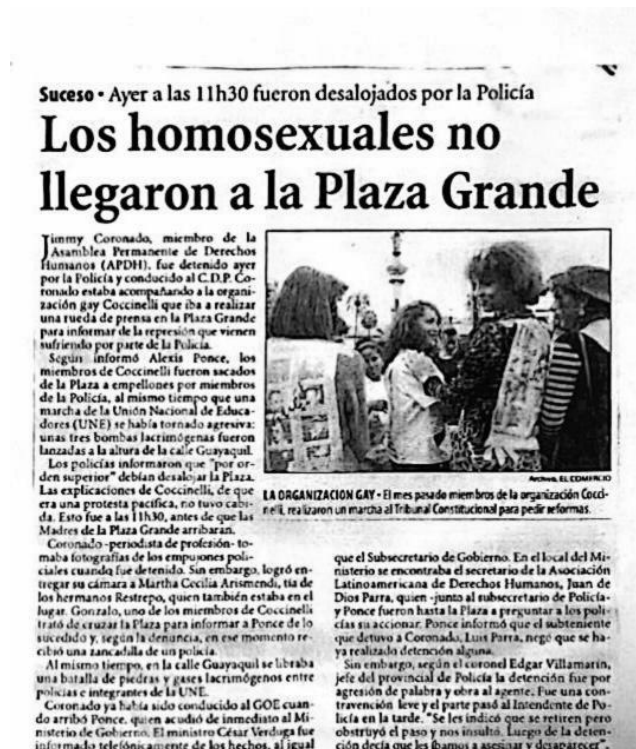 Suceso • Ayer a las 11h30 fueron desalojados por la Policía
Los homosexuales no
llegaron a la Plaza Grande
Jimmy Coronado, miembro de la
Asamblea Permanente de Derechos
Humanos (APDH), fue detenido ayer
por la Policía y conducido al C.D.P. Co-
ronado estaba acompañando a la organi-
zación gay Coccinelli que iba a realizar
una rueda de prensa en la Plaza Grande
para informar de la represión que vienen
sufriendo por parte de la Policía.
Según informó Alexis Ponce, los
miembros de Coccinelli fueron sacados
de la Plaza a empellones por miembros
de la Policía, al mismo tiempo que una
marcha de la Unión Nacional de Educa-
dores (UNE) se había tornado agresiva:
unas tres bombas lacrimógenas fueron
lanzadas a la altura de la calle Guayaquil.
Los policías informaron que "por or-
den superior" debían desalojar la Plaza.
Las explicaciones de Coccinelli, de que
era una protesta pacífica, no tuvo cabi-
da. Esto fue a las 11h30, antes de que las
Madres de la Plaza Grande arribaran.
Coronado -periodista de profesión- to-
maba fotografías de los empujones poli-
ciales cuando fue detenido. Sin embargo, logró en-
tregar su cámara a Martha Cecilia Arismendi, tía de
los hermanos Restrepo, quien también estaba en el
lugar. Gonzalo, uno de los miembros de Coccinelli
trató de cruzar la Plaza para informar a Ponce de lo
sucedido y, según la denuncia, en ese momento re-
cibió una zancadilla de un policía.
Al mismo tiempo, en la calle Guayaquil se libraba
una batalla de piedras y gases lacrimógenos entre
policías e integrantes de la UNE.
Coronado ya había sido conducido al GOE cuan-
do arribó Ponce, quien acudió de inmediato al Mi-
nisterio de Gobierno. El ministro César Verduga fue
informado telefónicamente de los hechos, al igual
Archivo, EL COMERCIO
LA ORGANIZACION GAY • El mes pasado miembros de la organización Cocci-
nelli, realizaron un marcha al Tribunal Constitucional para pedir reformas.
que el Subsecretario de Gobierno. En el local del Mi-
nisterio se encontraba el secretario de la Asociación
Latinoamericana de Derechos Humanos, Juan de
Dios Parra, quien -junto al subsecretario de Policía-
y Ponce fueron hasta la Plaza a preguntar a los poli-
cías su accionar. Ponce informó que el subteniente
que detuvo a Coronado, Luis Parra, negó que se ha-
ya realizado detención alguna.
Sin embargo, según el coronel Edgar Villamarín,
jefe del provincial de Policía la detención fue por
agresión de palabra y obra al agente. Fue una con-
travención leve y el parte pasó al Intendente de Po-
licía en la tarde. "Se les indicó que se retiren pero
obstruyó el paso y nos insultó. Luego de la deten-
ción decía que les íbamos a asesinar y desaparecer".